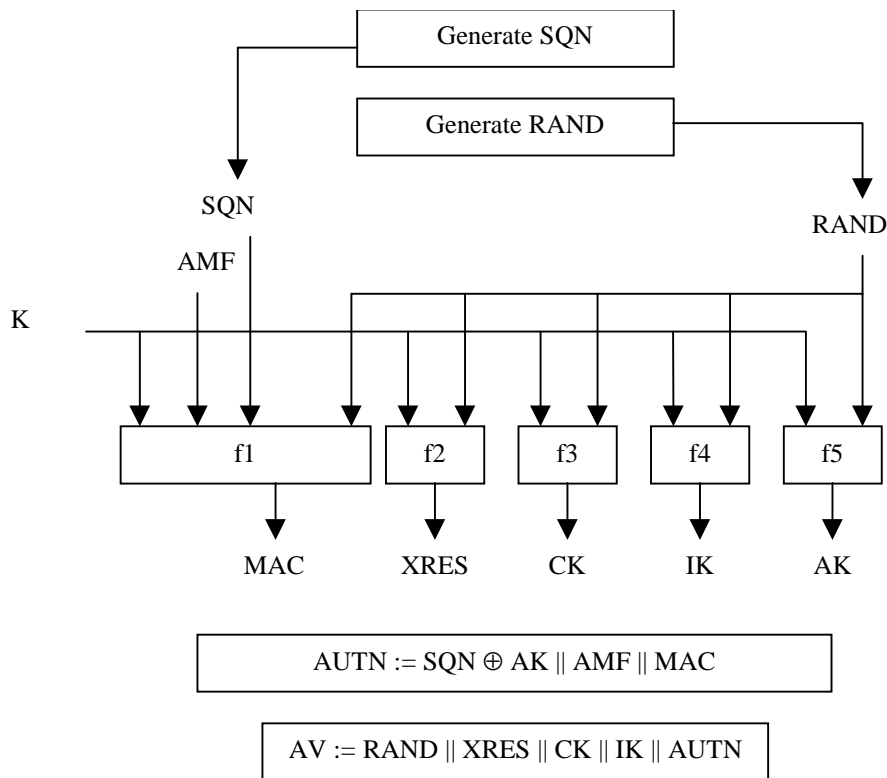 Generate SQN
Generate RAND
SQN
RAND
AMF
K
f1
f2
f3
f4
f5
MAC
XRES
CK
IK
AK
AUTN := SQN ⊕ AK || AMF || MAC
AV := RAND || XRES || CK || IK || AUTN